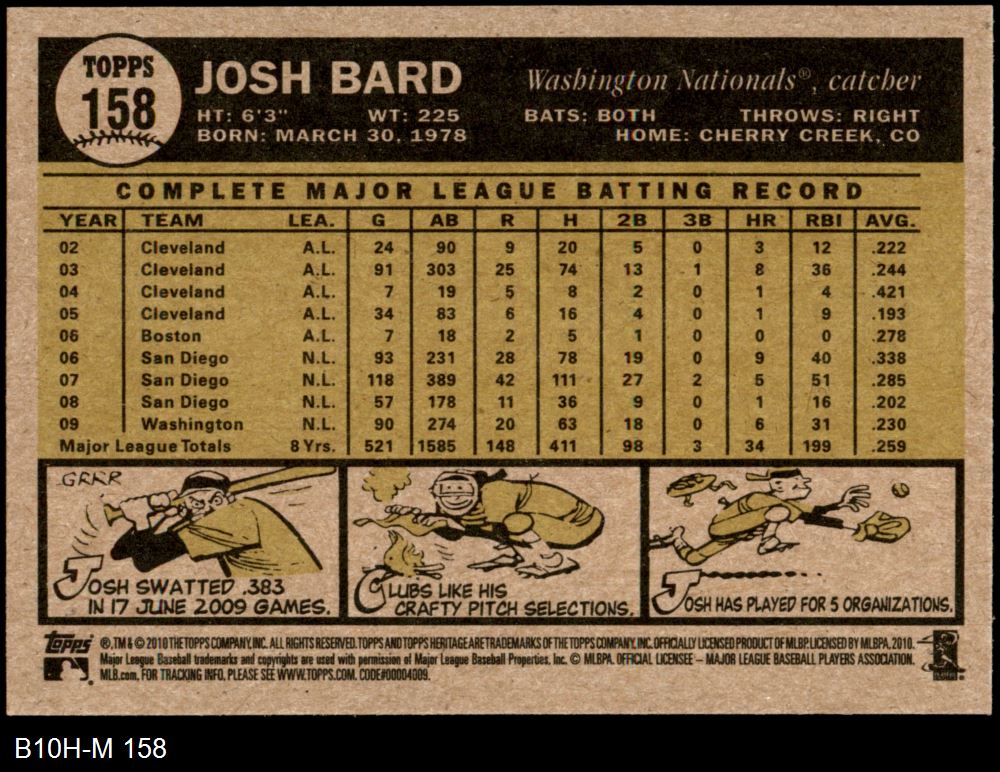 TOPPS
158
JOSH BARD
Washington Nationals®, catcher
HT: 6'3" WT: 225 BATS: BOTH THROWS: RIGHT
BORN: MARCH 30, 1978 HOME: CHERRY CREEK, CO
COMPLETE MAJOR LEAGUE BATTING RECORD
YEAR TEAM LEA. G AB R H 2B 3B HR RBI AVG.
02 Cleveland A.L. 24 90 9 20 5 0 3 12 .222
03 Cleveland A.L. 91 303 25 74 13 1 8 36 .244
04 Cleveland A.L. 7 19 5 8 2 0 1 4 .421
05 Cleveland A.L. 34 83 6 16 4 0 1 9 .193
06 Boston A.L. 7 18 2 5 1 0 0 0 .278
06 San Diego N.L. 93 231 28 78 19 0 9 40 .338
07 San Diego N.L. 118 389 42 111 27 2 5 51 .285
08 San Diego N.L. 57 178 11 36 9 0 1 16 .202
09 Washington N.L. 90 274 20 63 18 0 6 31 .230
Major League Totals 8 Yrs. 521 1585 148 411 98 3 34 199 .259
GRRR
JOSH SWATTED .383
IN 17 JUNE 2009 GAMES.
CLUBS LIKE HIS
CRAFTY PITCH SELECTIONS.
JOSH HAS PLAYED FOR 5 ORGANIZATIONS.
topps ®, TM & © 2010 THE TOPPS COMPANY, INC. ALL RIGHTS RESERVED. TOPPS AND TOPPS HERITAGE ARE TRADEMARKS OF THE TOPPS COMPANY, INC. OFFICIALLY LICENSED PRODUCT OF MLBP. LICENSED BY MLBPA, 2010.
Major League Baseball trademarks and copyrights are used with permission of Major League Baseball Properties, Inc. © MLBPA. OFFICIAL LICENSEE – MAJOR LEAGUE BASEBALL PLAYERS ASSOCIATION.
MLB.com. FOR TRACKING INFO, PLEASE SEE WWW.TOPPS.COM. CODE#00004009.
B10H-M 158